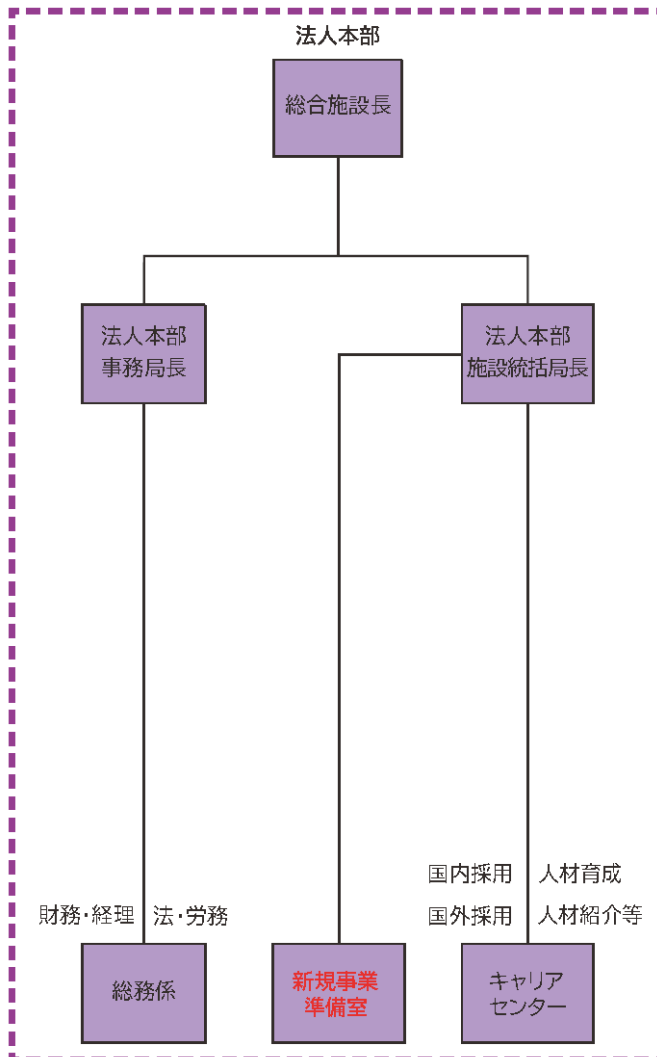 法人本部
総合施設長
法人本部
事務局長
法人本部
施設統括局長
国内採用 人材育成
財務・経理 法・労務
国外採用 人材紹介等
総務係
新規事業
準備室
キャリア
センター